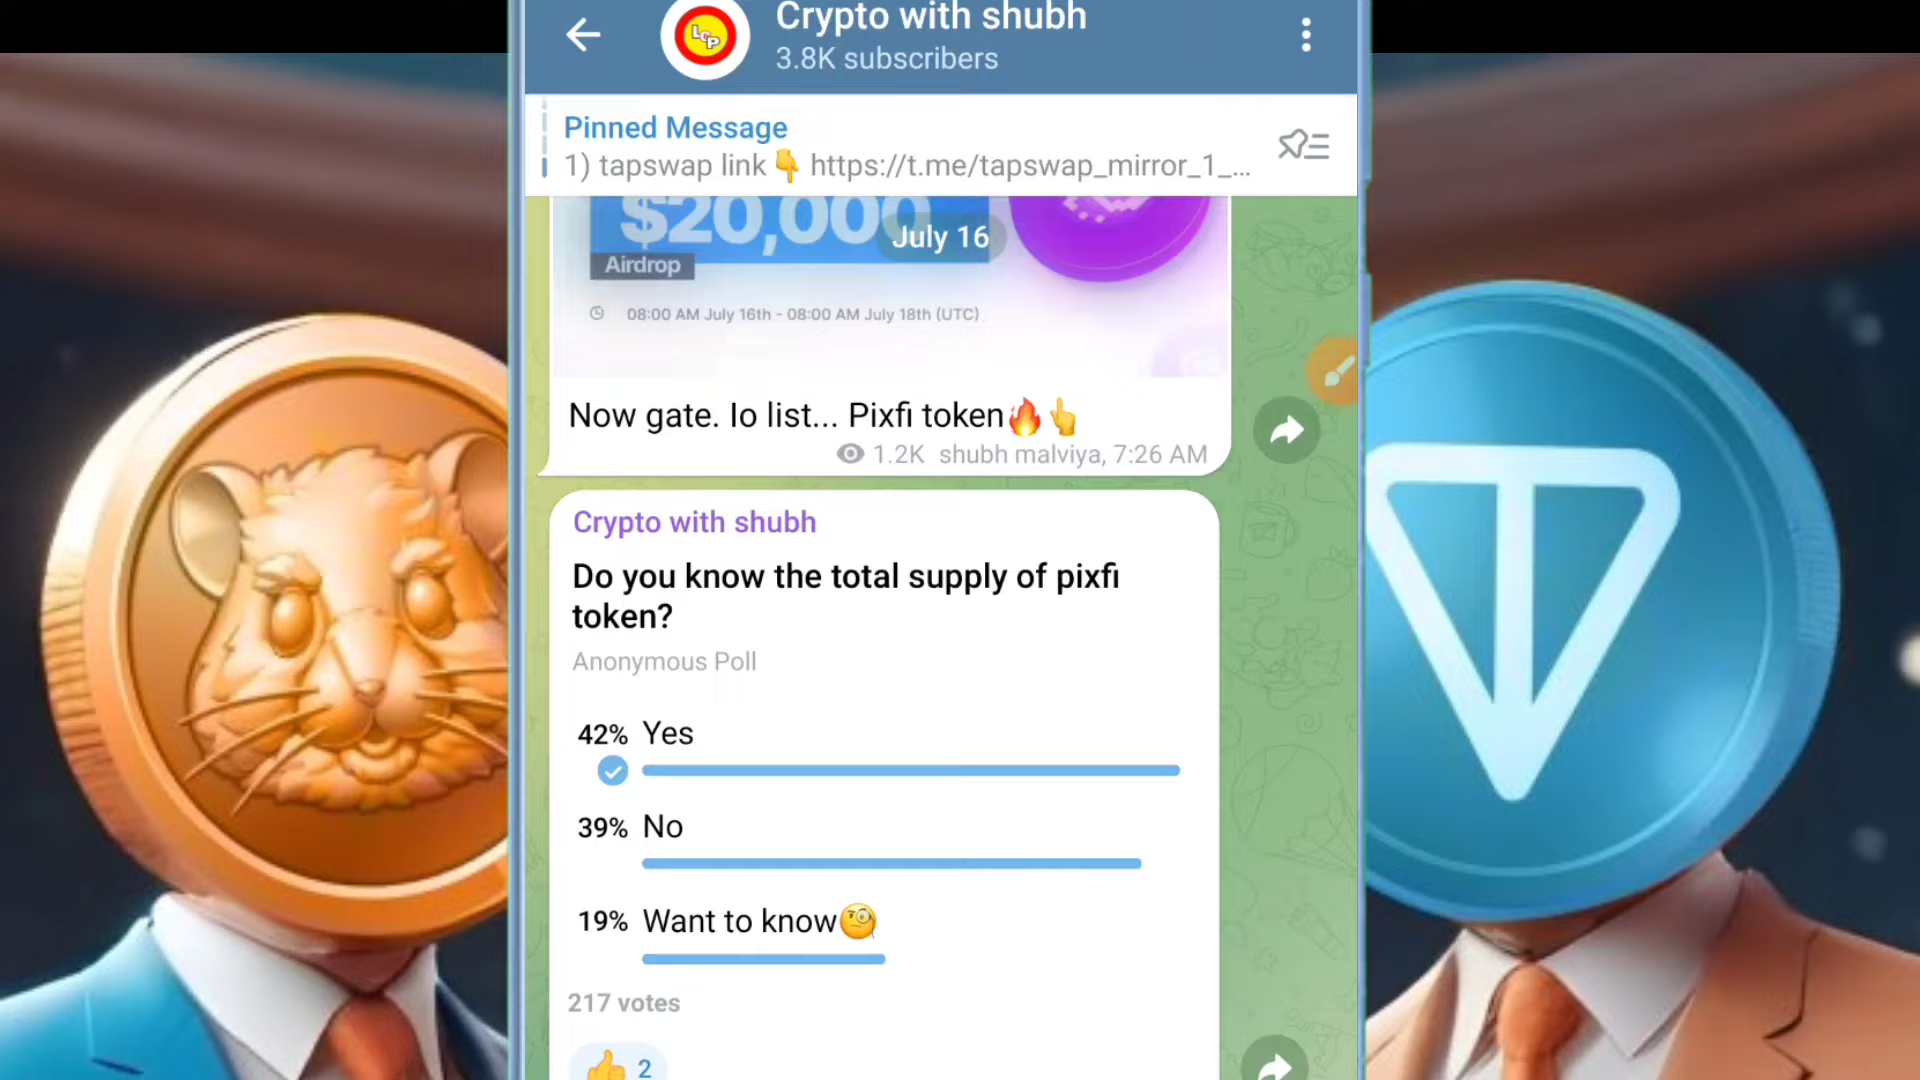 Crypto with shubh
LCP
3.8K subscribers
Pinned Message
1) tapswap link👇 https://t.me/tapswap_mirror_1_...
$20,000
July 16
Airdrop
08:00 AM July 16th - 08:00 AM July 18th (UTC)
Now gate. Io list... Pixfi token🔥👆
1.2K shubh malviya, 7:26 AM
Crypto with shubh
Do you know the total supply of pixfi
token?
Anonymous Poll
42% Yes
39% No
19% Want to know🧐
217 votes
👍 2